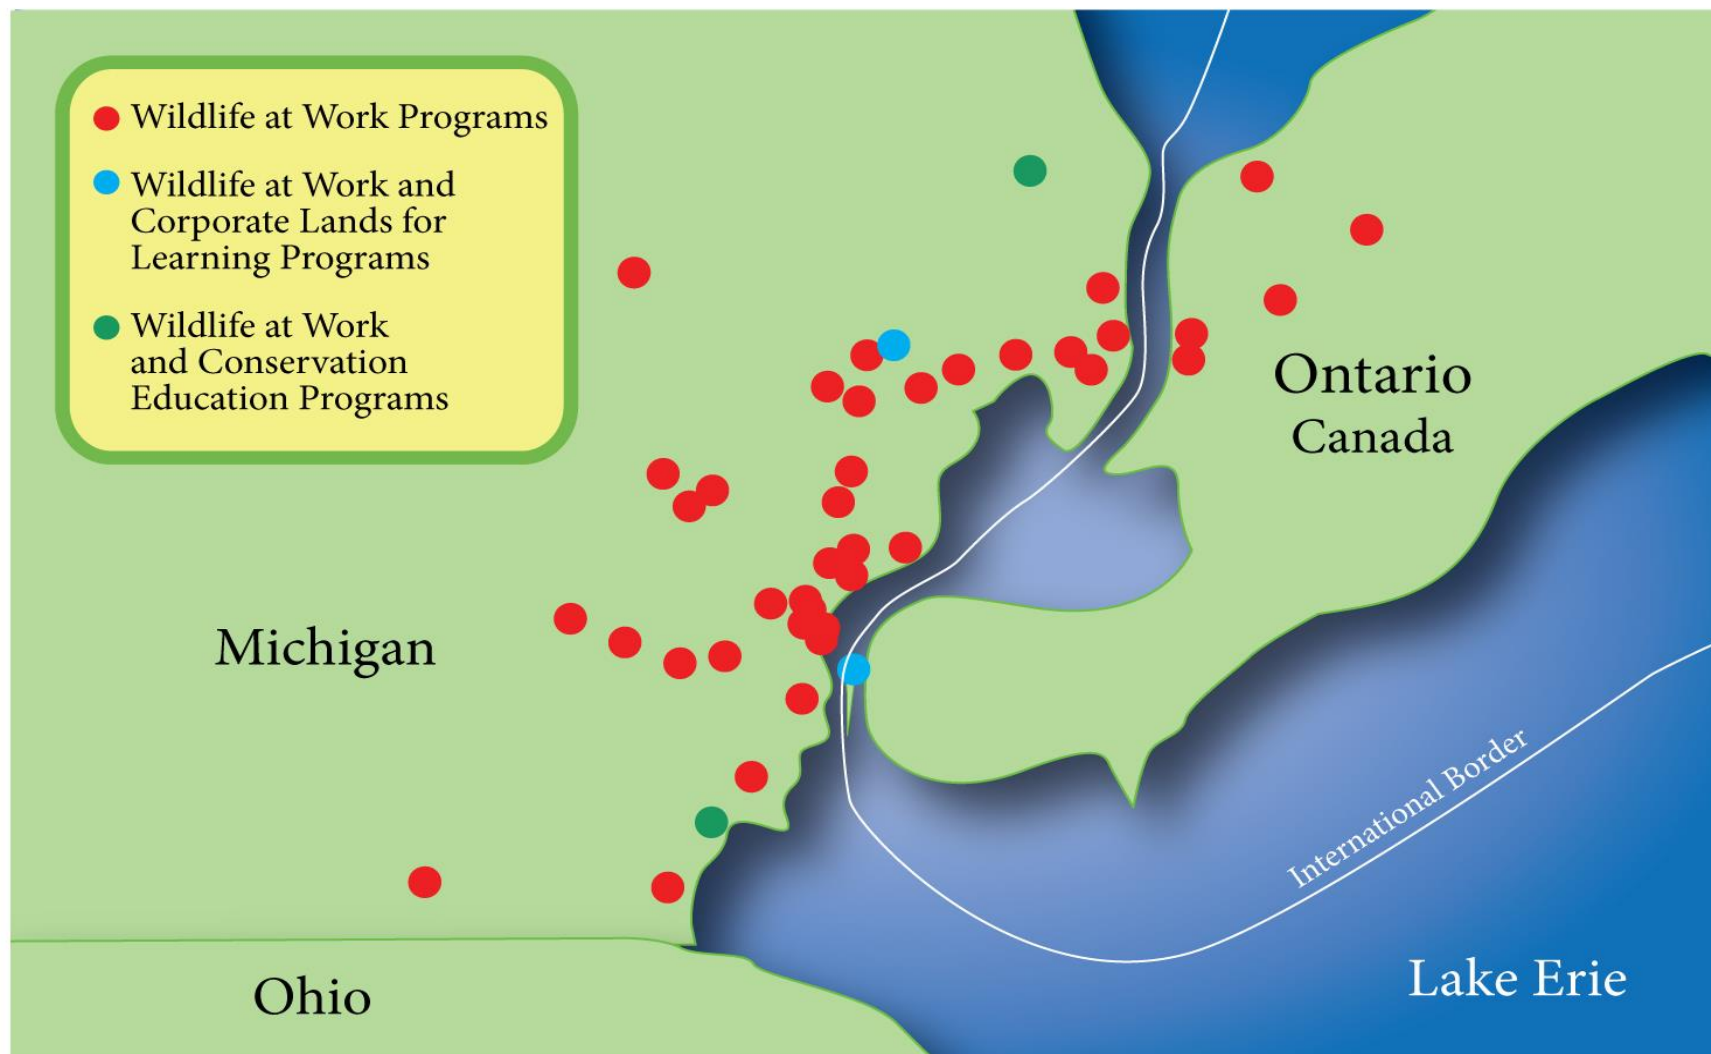 Wildlife at Work Programs
Wildlife at Work and
Corporate Lands for
Learning Programs
Wildlife at Work
and Conservation
Education Programs
Ontario
Canada
Michigan
International Border
Lake Erie
Ohio